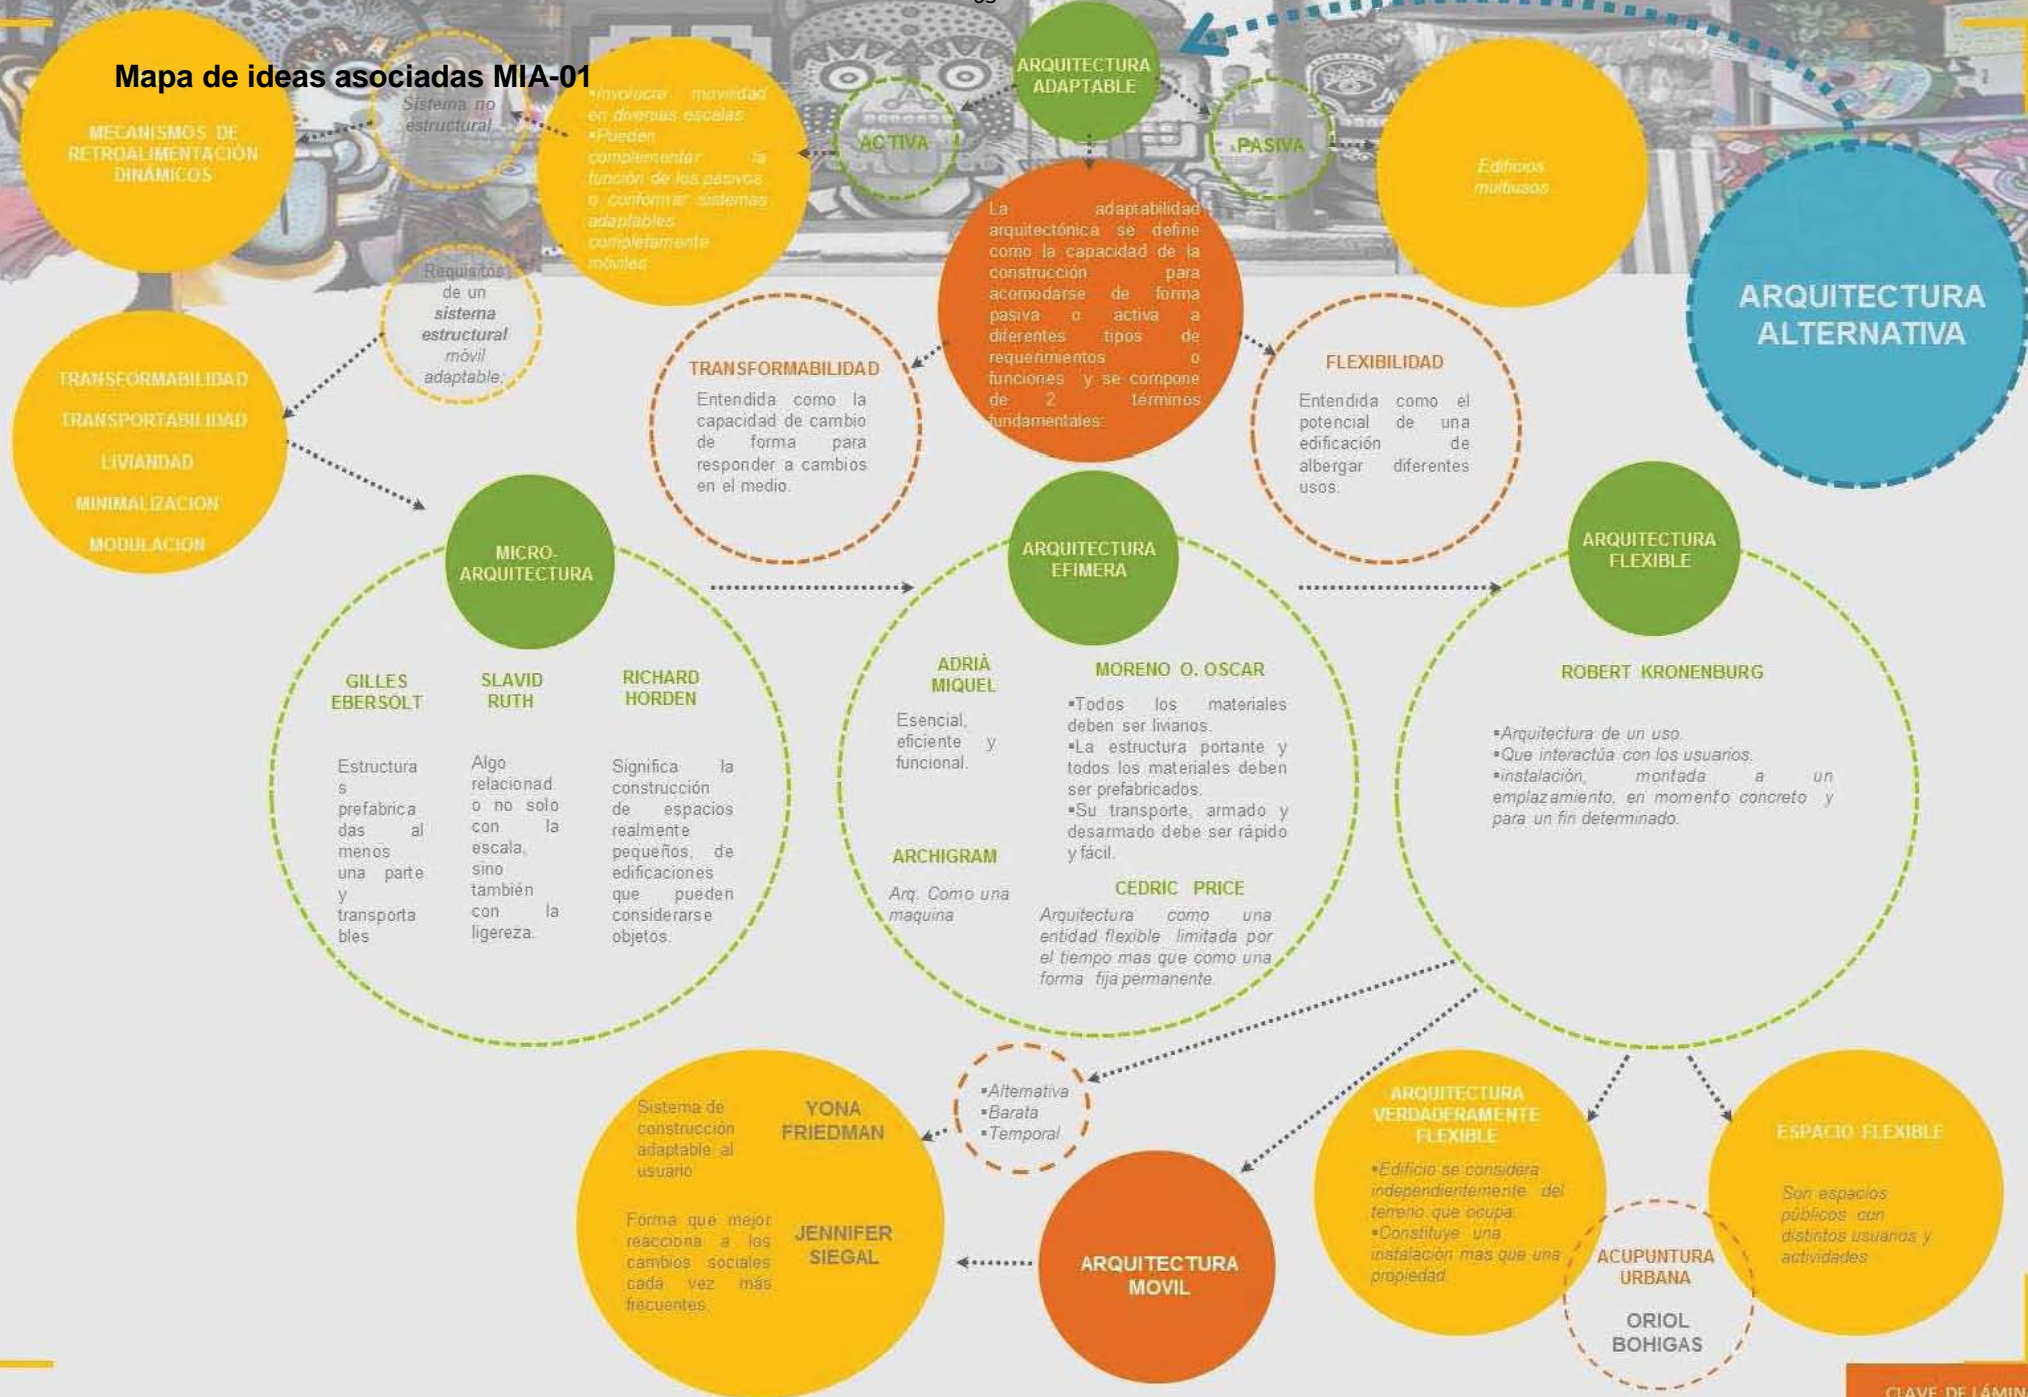 Mapa de ideas asociadas MIA-01
ARQUITECTURA
ADAPTABLE
ACTIVA
PASIVA
Edificios
multiusos
ARQUITECTURA
ALTERNATIVA
▪Involucra movilidad
en diversas escalas.
▪Pueden
complementar la
función de los pasivos
o conformar sistemas
adaptables
completamente
móviles
Sistema no
estructural
MECANISMOS DE
RETROALIMENTACIÓN
DINÁMICOS
Requisitos
de un
sistema
estructural
móvil
adaptable.
TRANSFORMABILIDAD
TRANSPORTABILIDAD
LIVIANDAD
MINIMALIZACION
MODULACION
La adaptabilidad
arquitectónica se define
como la capacidad de la
construcción para
acomodarse de forma
pasiva o activa a
diferentes tipos de
requerimientos o
funciones y se compone
de 2 términos
fundamentales:
TRANSFORMABILIDAD
Entendida como la
capacidad de cambio
de forma para
responder a cambios
en el medio.
FLEXIBILIDAD
Entendida como el
potencial de una
edificación de
albergar diferentes
usos.
MICRO-
ARQUITECTURA
GILLES
EBERSOLT
Estructura
s
prefabrica
das al
menos
una parte
y
transporta
bles
SLAVID
RUTH
Algo
relacionad
o no solo
con la
escala,
sino
también
con la
ligereza.
RICHARD
HORDEN
Significa la
construcción
de espacios
realmente
pequeños, de
edificaciones
que pueden
considerarse
objetos.
ARQUITECTURA
EFIMERA
ADRIÀ
MIQUEL
Esencial,
eficiente y
funcional.
ARCHIGRAM
Arq. Como una
maquina
MORENO O. OSCAR
▪Todos los materiales
deben ser livianos.
▪La estructura portante y
todos los materiales deben
ser prefabricados.
▪Su transporte, armado y
desarmado debe ser rápido
y fácil.
CEDRIC PRICE
Arquitectura como una
entidad flexible limitada por
el tiempo mas que como una
forma fija permanente.
ARQUITECTURA
FLEXIBLE
ROBERT KRONENBURG
▪Arquitectura de un uso.
▪Que interactúa con los usuarios.
▪instalación, montada a un
emplazamiento, en momento concreto y
para un fin determinado.
▪Alternativa
▪Barata
▪Temporal
Sistema de
construcción
adaptable al
usuario
YONA
FRIEDMAN
Forma que mejor
reacciona a los
cambios sociales
cada vez más
frecuentes.
JENNIFER
SIEGAL
ARQUITECTURA
MOVIL
ARQUITECTURA
VERDADERAMENTE
FLEXIBLE
▪Edificio se considera
independientemente del
terreno que ocupa.
▪Constituye una
instalación mas que una
propiedad.
ESPACIO FLEXIBLE
Son espacios
públicos con
distintos usuarios y
actividades
ACUPUNTURA
URBANA
ORIOL
BOHIGAS
CLAVE DE LÁMIN